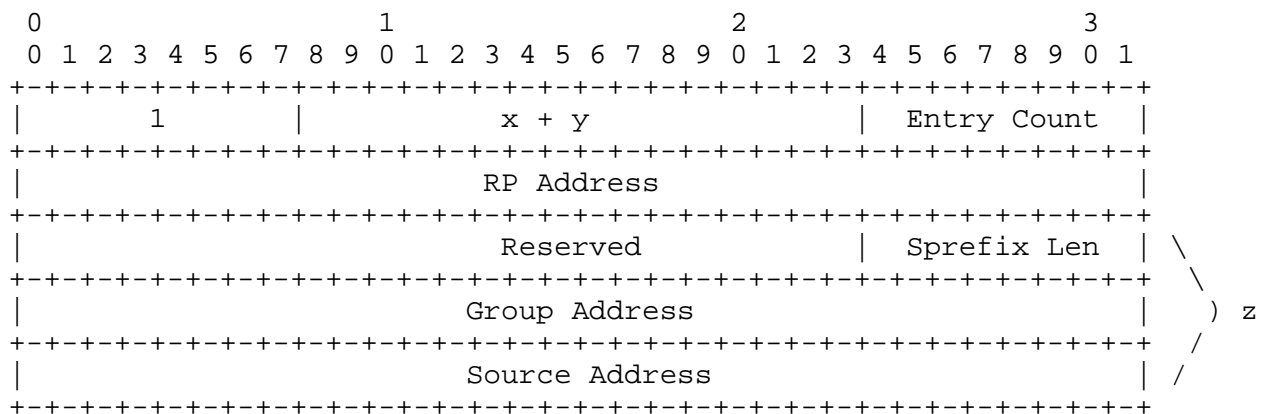 0                   1                   2                   3
 0 1 2 3 4 5 6 7 8 9 0 1 2 3 4 5 6 7 8 9 0 1 2 3 4 5 6 7 8 9 0 1
+-+-+-+-+-+-+-+-+-+-+-+-+-+-+-+-+-+-+-+-+-+-+-+-+-+-+-+-+-+-+-+-+
|       1       |           x + y               |  Entry Count  |
+-+-+-+-+-+-+-+-+-+-+-+-+-+-+-+-+-+-+-+-+-+-+-+-+-+-+-+-+-+-+-+-+
|                          RP Address                           |
+-+-+-+-+-+-+-+-+-+-+-+-+-+-+-+-+-+-+-+-+-+-+-+-+-+-+-+-+-+-+-+-+
|                           Reserved            |  Sprefix Len  | \
+-+-+-+-+-+-+-+-+-+-+-+-+-+-+-+-+-+-+-+-+-+-+-+-+-+-+-+-+-+-+-+-+  \
|                         Group Address                         |   ) z
+-+-+-+-+-+-+-+-+-+-+-+-+-+-+-+-+-+-+-+-+-+-+-+-+-+-+-+-+-+-+-+-+  /
|                         Source Address                        | /
+-+-+-+-+-+-+-+-+-+-+-+-+-+-+-+-+-+-+-+-+-+-+-+-+-+-+-+-+-+-+-+-+